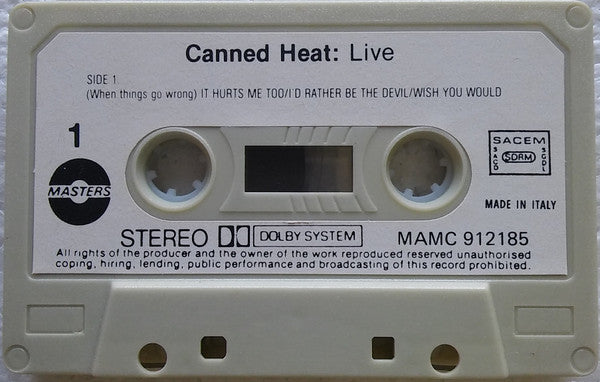 Canned Heat: Live
SIDE 1
(When things go wrong) IT HURTS ME TOO/I'D RATHER BE THE DEVIL/WISH YOU WOULD
1
MASTERS
SACEM
SACD
SDRM
SGDL
MADE IN ITALY
STEREO DOLBY SYSTEM MAMC 912185
All rights of the producer and the owner of the work reproduced reserved unauthorised
coping, hiring, lending, public performance and broadcasting of this record prohibited.